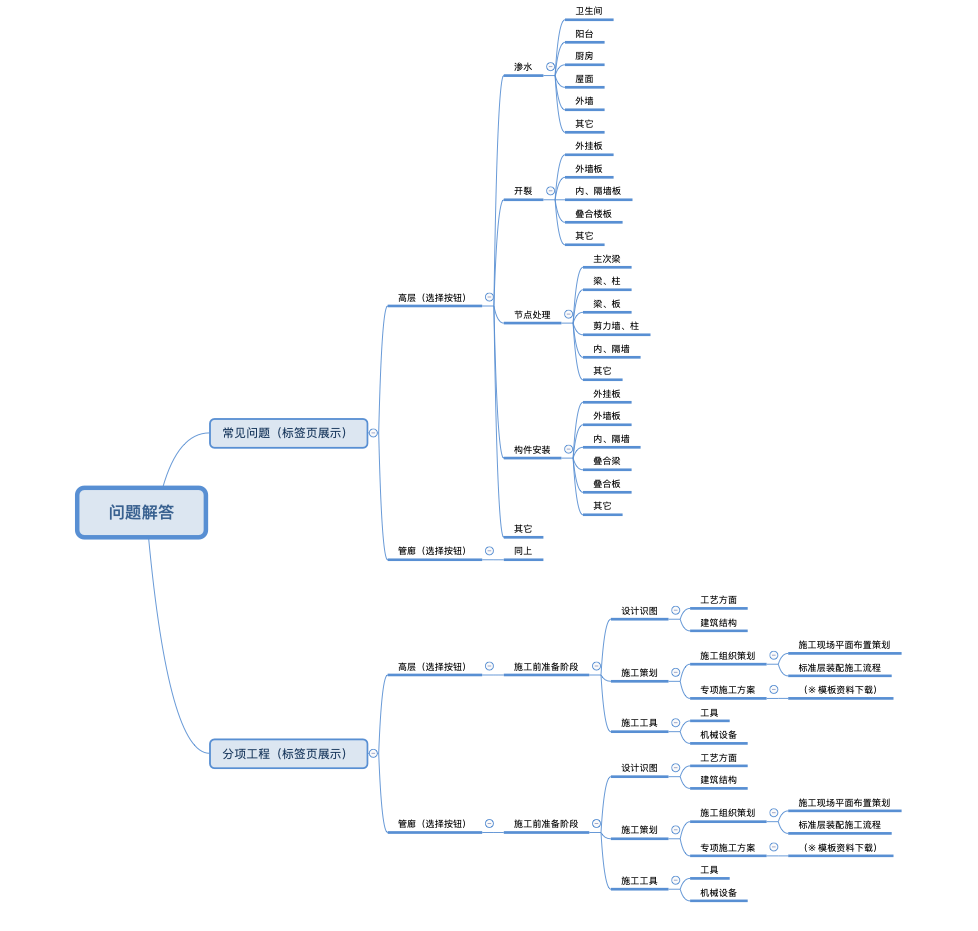 问题解答
常见问题（标签页展示）
高层（选择按钮）
渗水
卫生间
阳台
厨房
屋面
外墙
其它
开裂
外挂板
外墙板
内、隔墙板
叠合楼板
其它
节点处理
主次梁
梁、柱
梁、板
剪力墙、柱
内、隔墙
其它
构件安装
外挂板
外墙板
内、隔墙
叠合梁
叠合板
其它
其它
管廊（选择按钮）
同上
分项工程（标签页展示）
高层（选择按钮）
施工前准备阶段
设计识图
工艺方面
建筑结构
施工策划
施工组织策划
施工现场平面布置策划
标准层装配施工流程
专项施工方案
（※ 模板资料下载）
施工工具
工具
机械设备
管廊（选择按钮）
施工前准备阶段
设计识图
工艺方面
建筑结构
施工策划
施工组织策划
施工现场平面布置策划
标准层装配施工流程
专项施工方案
（※ 模板资料下载）
施工工具
工具
机械设备